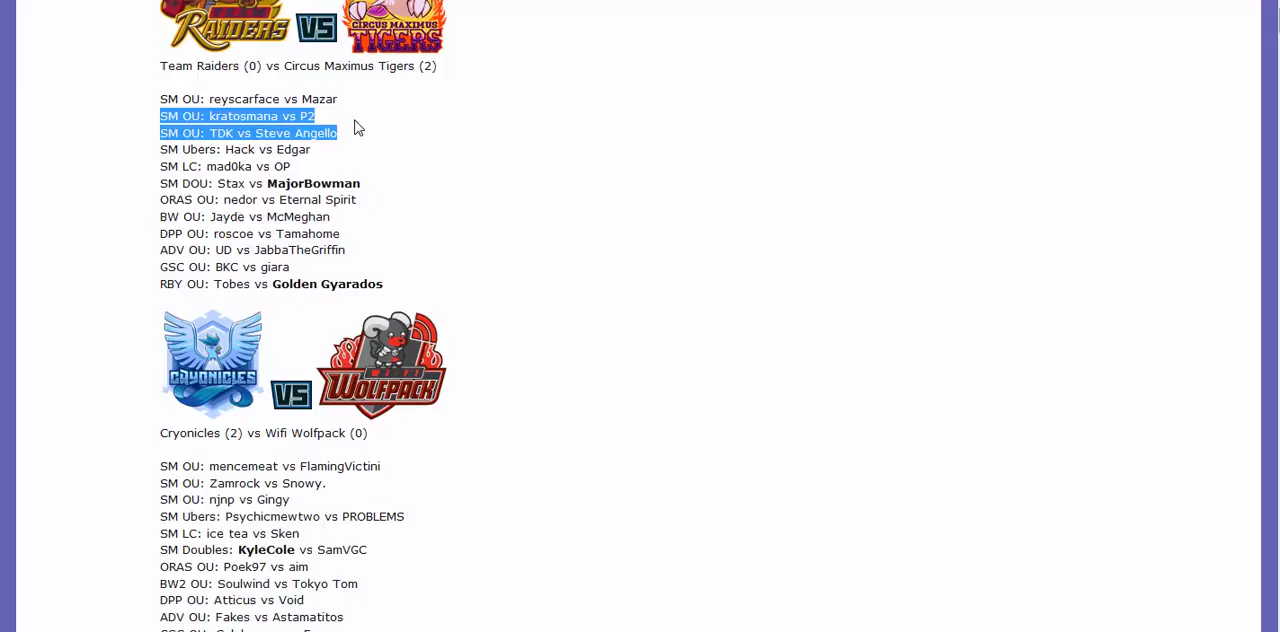 RAIDERS
VS
CIRCUS MAXIMUS
TIGERS
Team Raiders (0) vs Circus Maximus Tigers (2)
SM OU: reyscarface vs Mazar
SM OU: kratosmana vs P2
SM OU: TDK vs Steve Angello
SM Ubers: Hack vs Edgar
SM LC: mad0ka vs OP
SM DOU: Stax vs MajorBowman
ORAS OU: nedor vs Eternal Spirit
BW OU: Jayde vs McMeghan
DPP OU: roscoe vs Tamahome
ADV OU: UD vs JabbaTheGriffin
GSC OU: BKC vs giara
RBY OU: Tobes vs Golden Gyarados
CRYONICLES
VS
WIFI
WOLFPACK
Cryonicles (2) vs Wifi Wolfpack (0)
SM OU: mencemeat vs FlamingVictini
SM OU: Zamrock vs Snowy.
SM OU: njnp vs Gingy
SM Ubers: Psychicmewtwo vs PROBLEMS
SM LC: ice tea vs Sken
SM Doubles: KyleCole vs SamVGC
ORAS OU: Poek97 vs aim
BW2 OU: Soulwind vs Tokyo Tom
DPP OU: Atticus vs Void
ADV OU: Fakes vs Astamatitos